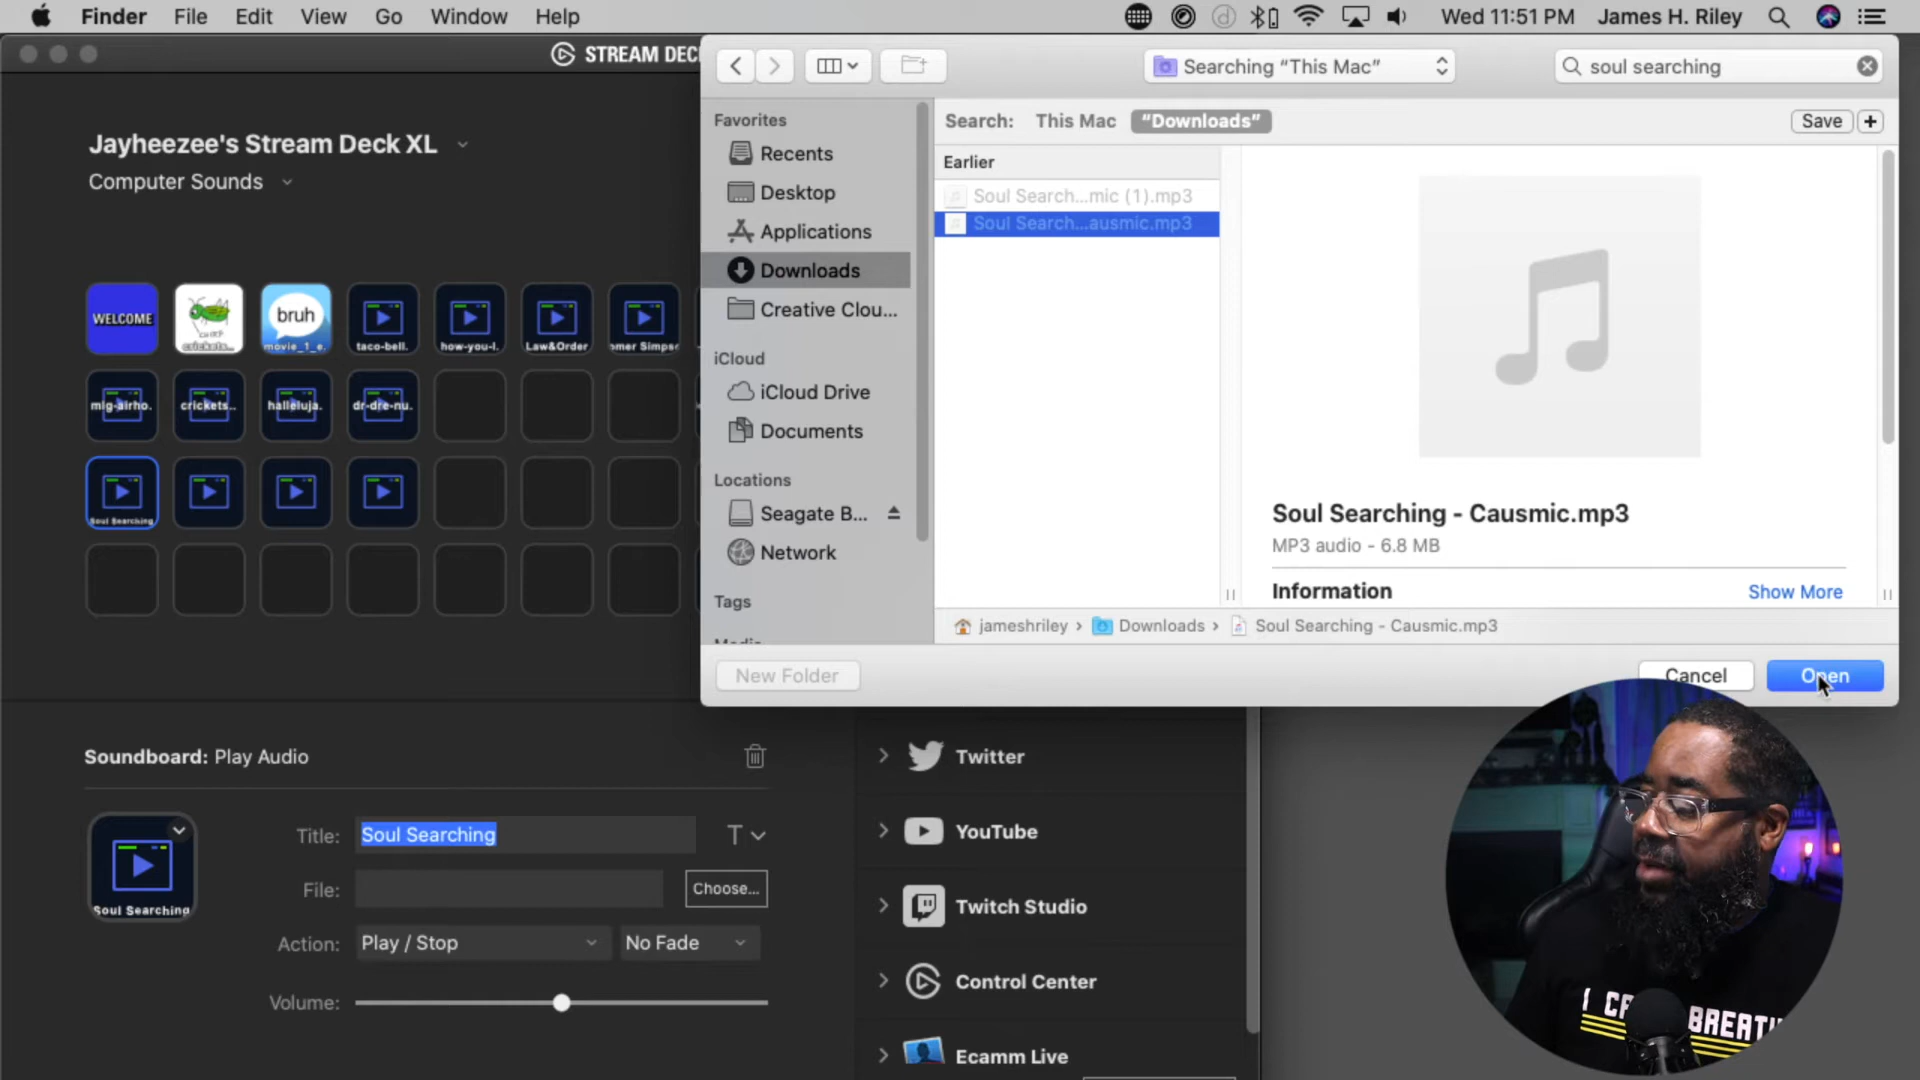 Finder File Edit View Go Window Help
Wed 11:51 PM James H. Riley
STREAM DEC
Searching “This Mac”
soul searching
Search: This Mac “Downloads” Save +
Favorites
Recents
Desktop
Applications
Downloads
Creative Clou...
iCloud
iCloud Drive
Documents
Locations
Seagate B...
Network
Tags
Earlier
Soul Search...mic (1).mp3
Soul Search...ausmic.mp3
Soul Searching - Causmic.mp3
MP3 audio - 6.8 MB
Information Show More
jameshriley › Downloads › Soul Searching - Causmic.mp3
New Folder Cancel Open
Jayheezee's Stream Deck XL
Computer Sounds
WELCOME crickets... bruh movie_1_e. taco-bell. how-you-l. Law&Order omer Simps
mlg-airho. crickets.. halleluja. dr-dre-nu.
Soul Searching
Soundboard: Play Audio
Title: Soul Searching T
File: Choose...
Action: Play / Stop No Fade
Volume:
Soul Searching
Twitter
YouTube
Twitch Studio
Control Center
Ecamm Live
I CA BREATH